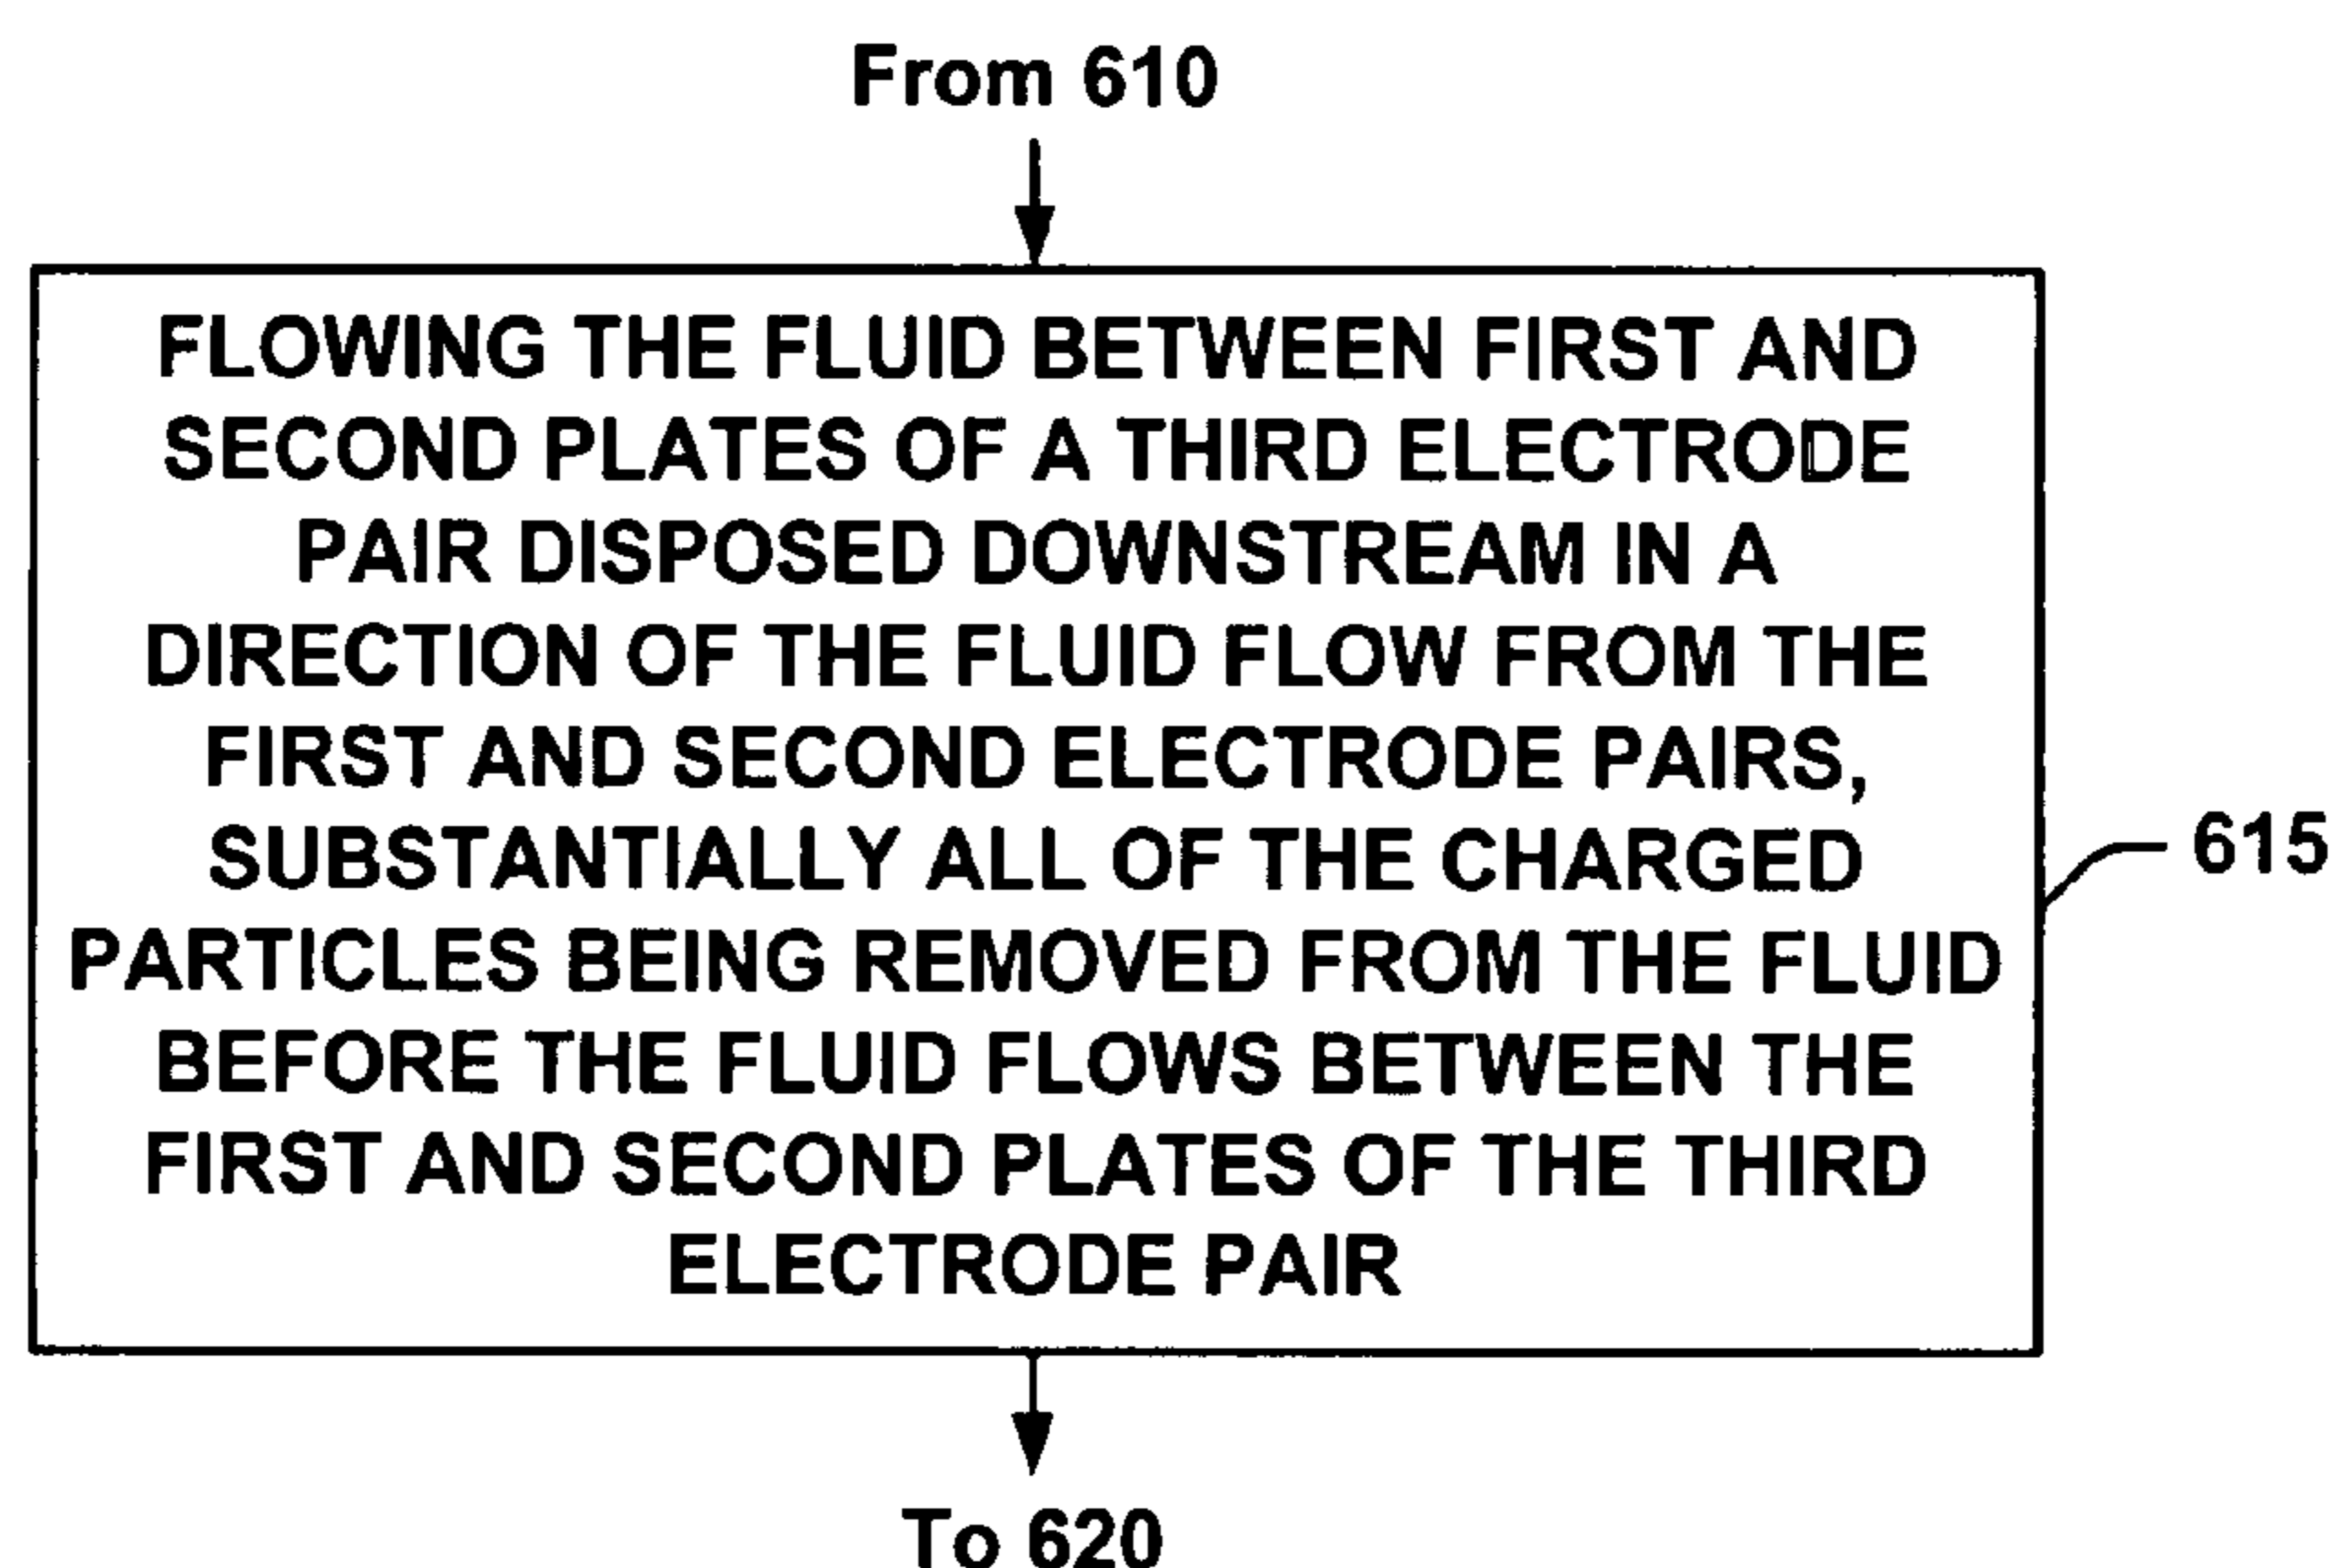 From 610
FLOWING THE FLUID BETWEEN FIRST AND
SECOND PLATES OF A THIRD ELECTRODE
PAIR DISPOSED DOWNSTREAM IN A
DIRECTION OF THE FLUID FLOW FROM THE
FIRST AND SECOND ELECTRODE PAIRS,
SUBSTANTIALLY ALL OF THE CHARGED
PARTICLES BEING REMOVED FROM THE FLUID
BEFORE THE FLUID FLOWS BETWEEN THE
FIRST AND SECOND PLATES OF THE THIRD
ELECTRODE PAIR
615
To 620